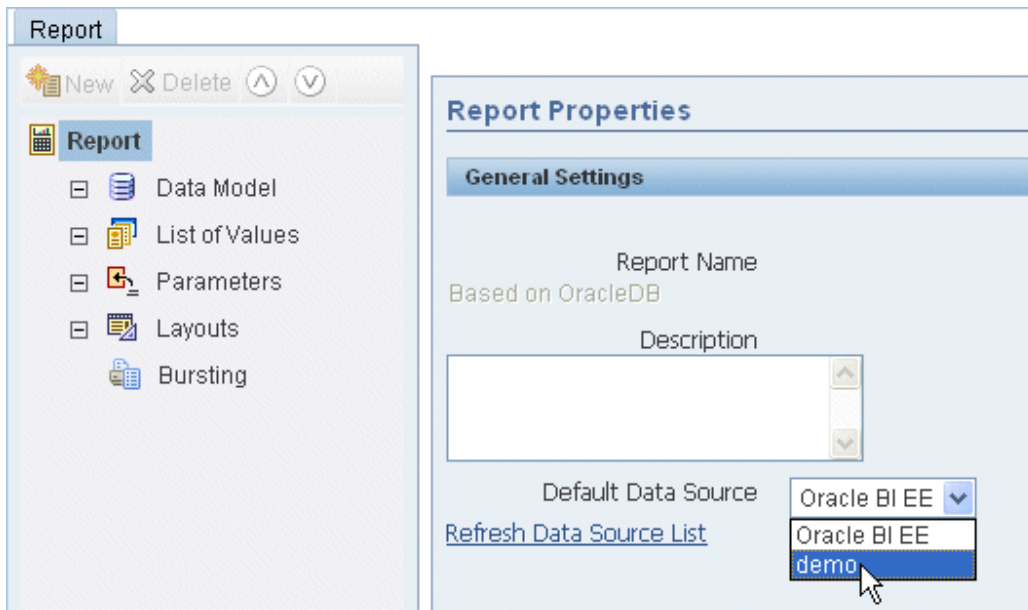 Report
New Delete
Report
Data Model
List of Values
Parameters
Layouts
Bursting
Report Properties
General Settings
Report Name
Based on OracleDB
Description
Default Data Source Oracle BI EE
Refresh Data Source List Oracle BI EE
demo